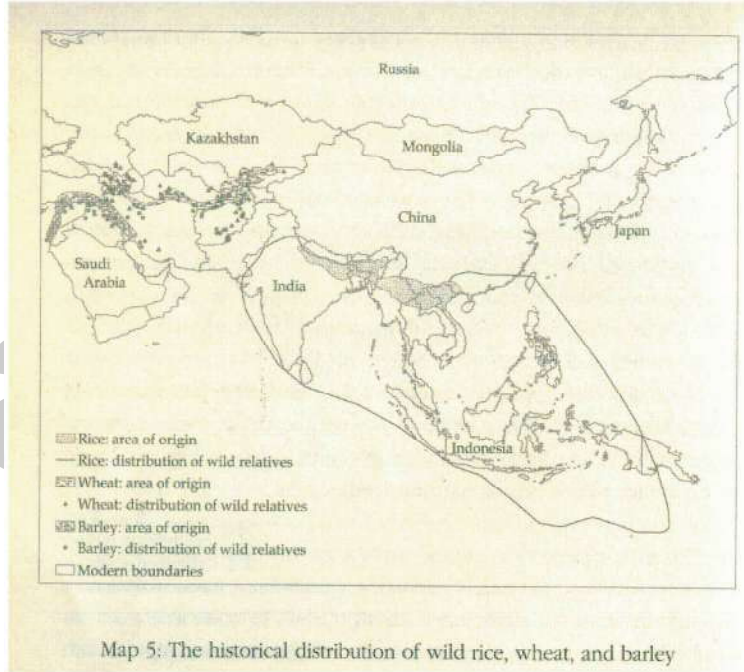 Russia
Kazakhstan
Mongolia
China
Japan
Saudi
Arabia
India
Indonesia
Rice: area of origin
Rice: distribution of wild relatives
Wheat: area of origin
Wheat: distribution of wild relatives
Barley: area of origin
Barley: distribution of wild relatives
Modern boundaries
Map 5: The historical distribution of wild rice, wheat, and barley